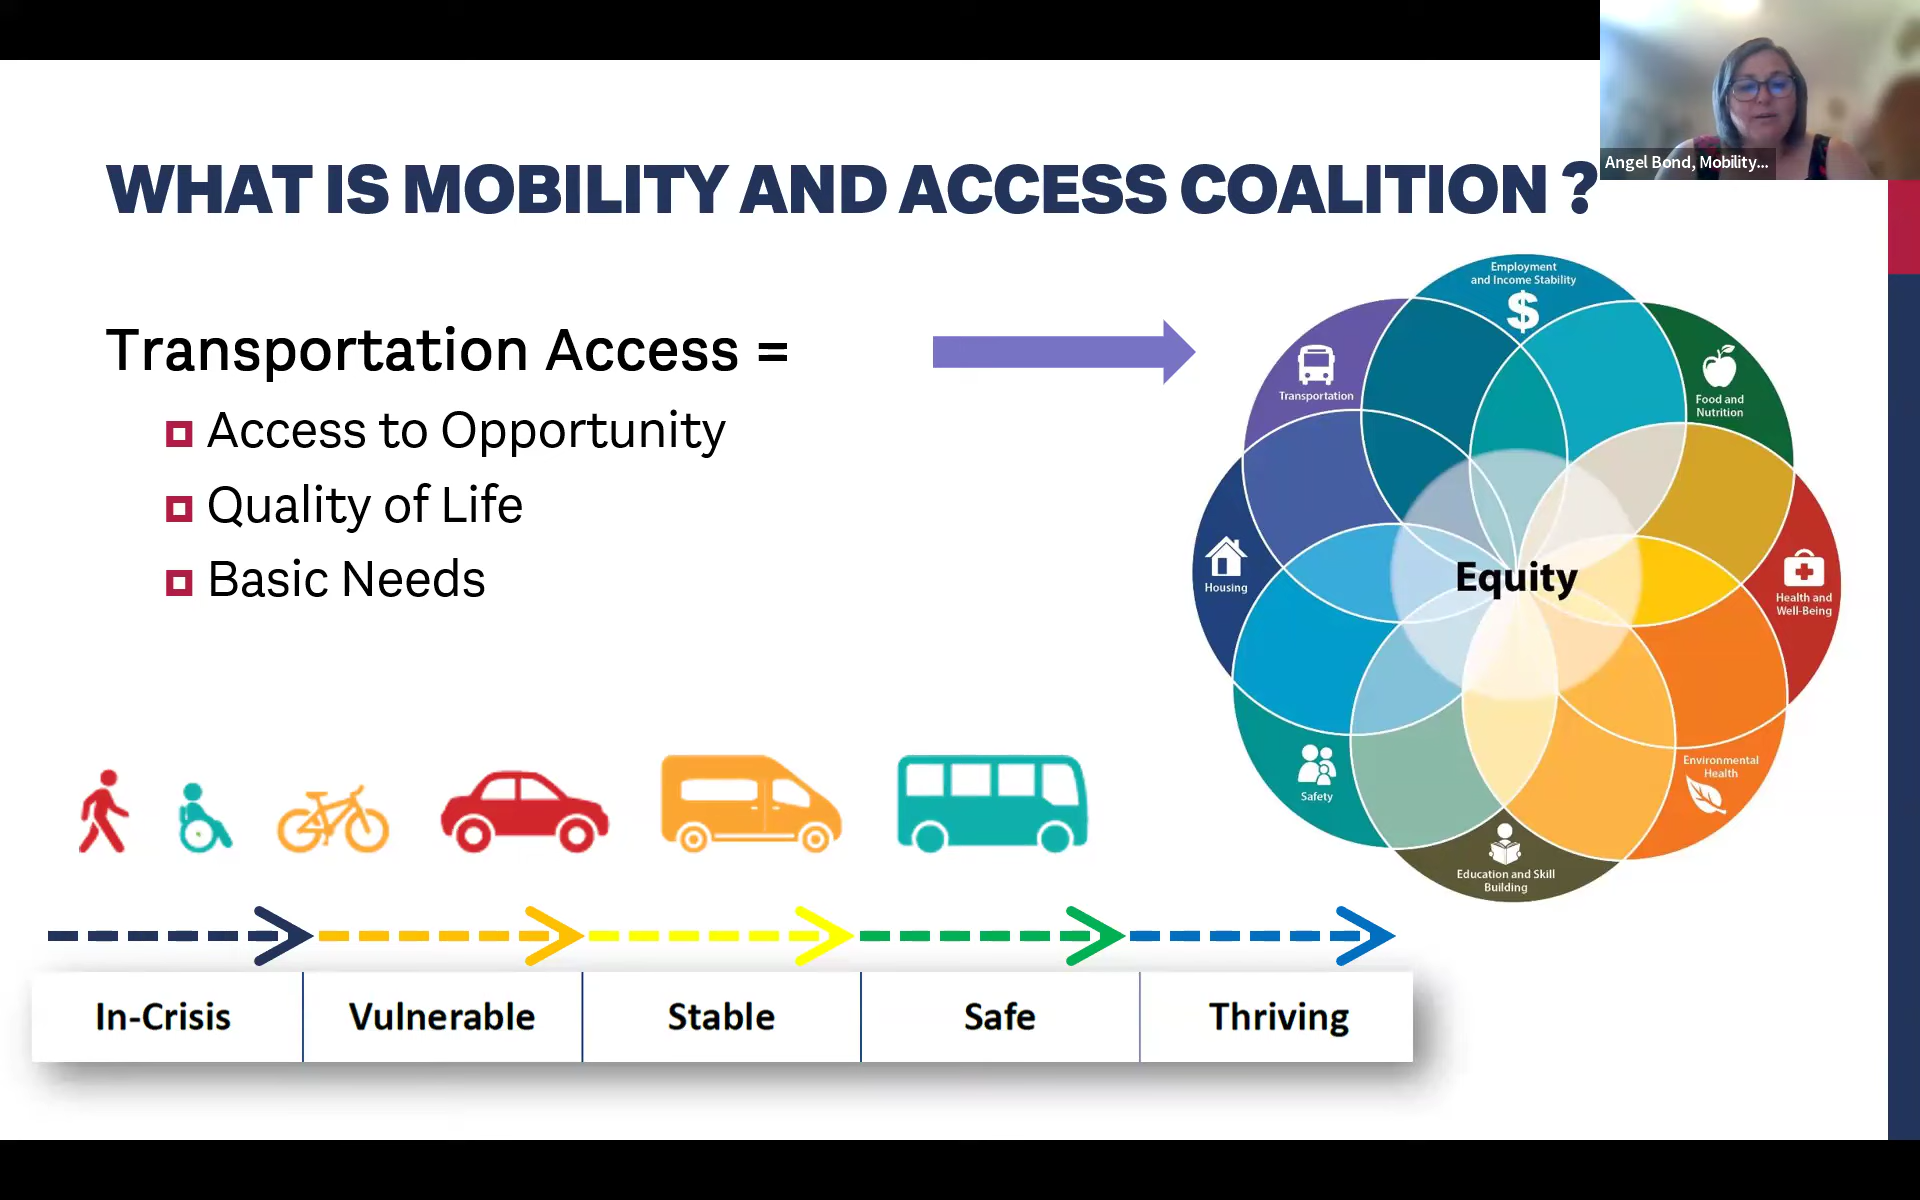 Angel Bond, Mobility...
WHAT IS MOBILITY AND ACCESS COALITION ?
Transportation Access =
Access to Opportunity
Quality of Life
Basic Needs
Employment
and Income Stability
$
Transportation
Food and
Nutrition
Housing
Equity
Health and
Well-Being
Safety
Environmental
Health
Education and Skill
Building
In-Crisis
Vulnerable
Stable
Safe
Thriving